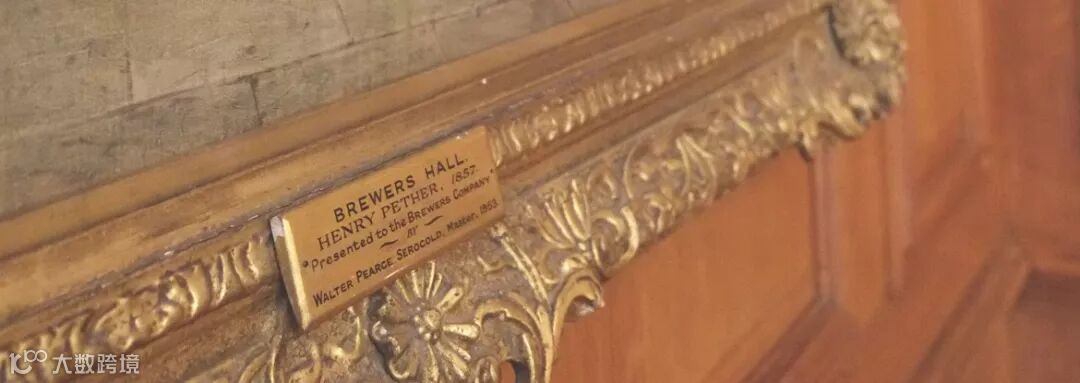 BREWERS HALL.
HENRY PETHER, 1857.
"Presented to the BREWERS COMPANY"
BY
WALTER PEARCE SEROCOLD, Master, 1953.
大数跨境